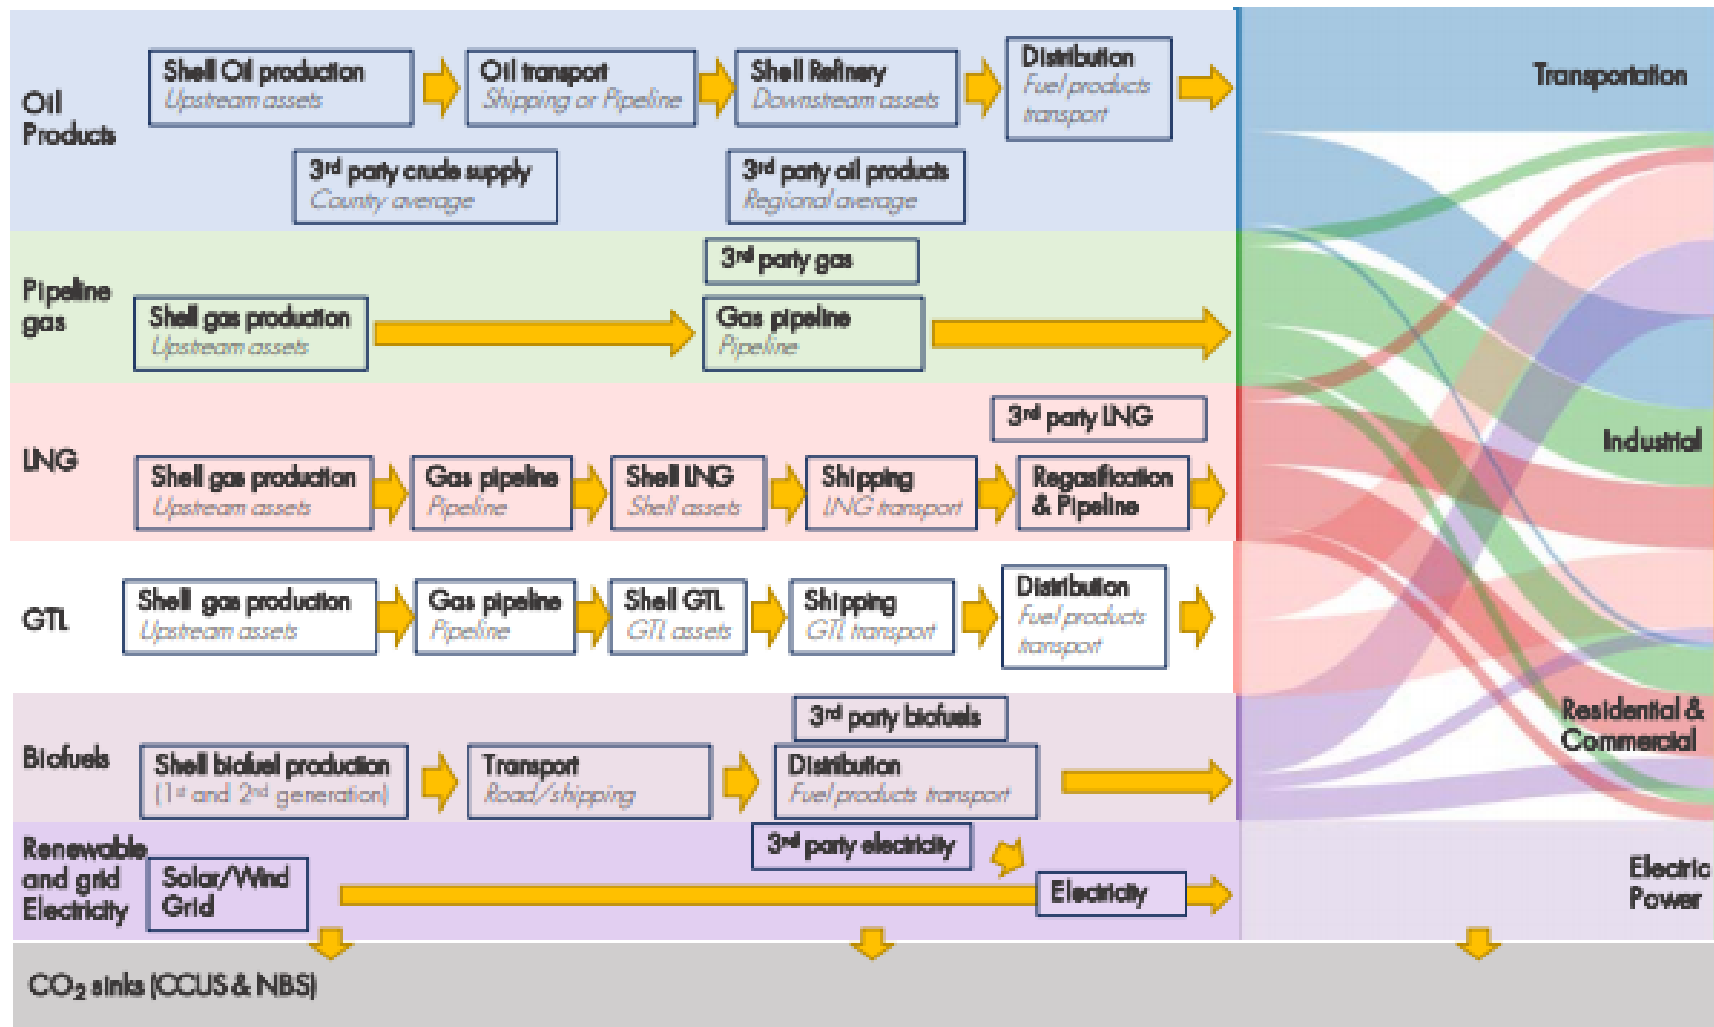 Oil
Products
Shell Oil production
Upstream assets
Oil transport
Shipping or Pipeline
Shell Refinery
Downstream assets
Distribution
Fuel products
transport
3rd party crude supply
County average
3rd party oil products
Regional average
Transportation
Pipeline
gas
3rd party gas
Shell gas production
Upstream assets
Gas pipeline
Pipeline
LNG
3rd party LNG
Shell gas production
Upstream assets
Gas pipeline
Pipeline
Shell LNG
Shell assets
Shipping
LNG transport
Regasification
& Pipeline
Industrial
GTL
Shell gas production
Upstream assets
Gas pipeline
Pipeline
Shell GTL
GTL assets
Shipping
GTL transport
Distribution
Fuel products
transport
Biofuels
3rd party biofuels
Shell biofuel production
(1st and 2nd generation)
Transport
Road/shipping
Distribution
Fuel products transport
Residential &
Commercial
Renewable
and grid
Electricity
Solar/Wind
Grid
3rd party electricity
Electricity
Electric
Power
CO₂ sinks (CCUS & NBS)